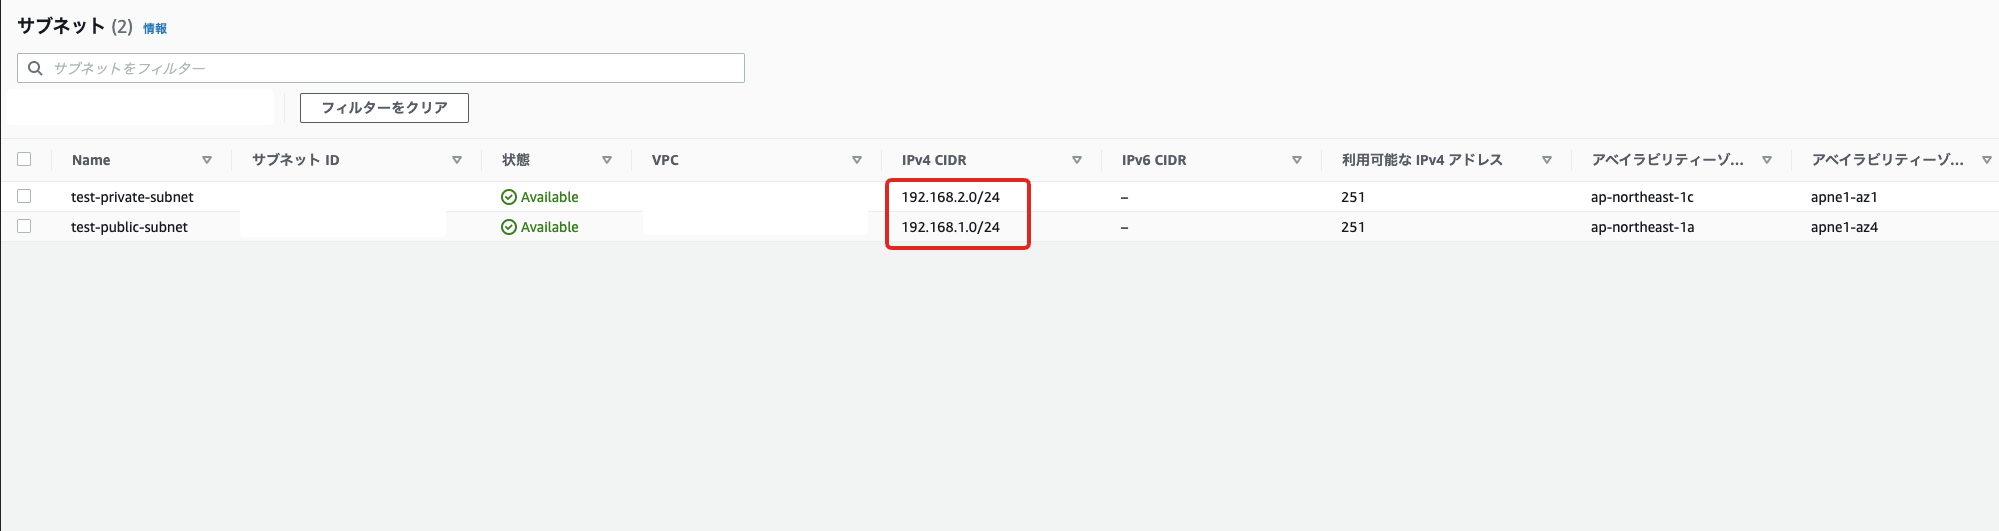 サブネット (2) 情報
サブネットをフィルター
フィルターをクリア
Name サブネット ID 状態 VPC IPv4 CIDR IPv6 CIDR 利用可能な IPv4 アドレス アベイラビリティーゾ... アベイラビリティーゾ...
test-private-subnet Available 192.168.2.0/24 – 251 ap-northeast-1c apne1-az1
test-public-subnet Available 192.168.1.0/24 – 251 ap-northeast-1a apne1-az4